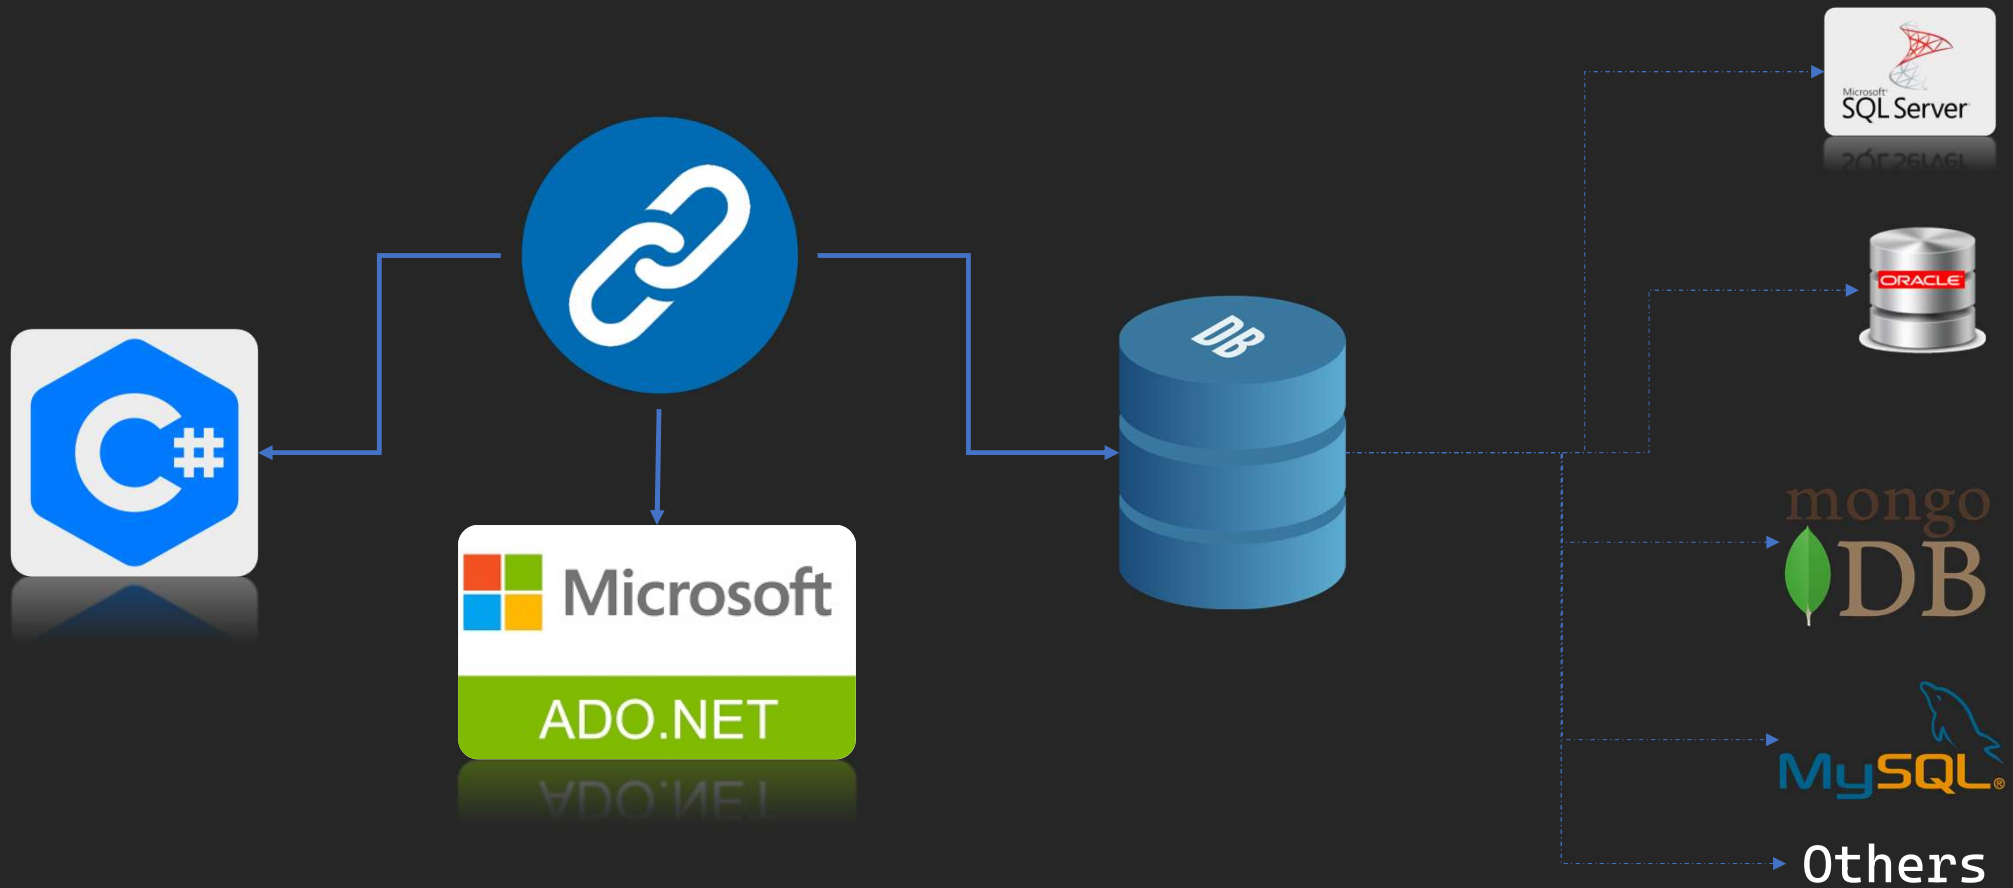 Microsoft
SQL Server
ORACLE
DB
C#
mongo
DB
Microsoft
ADO.NET
MySQL®
Others